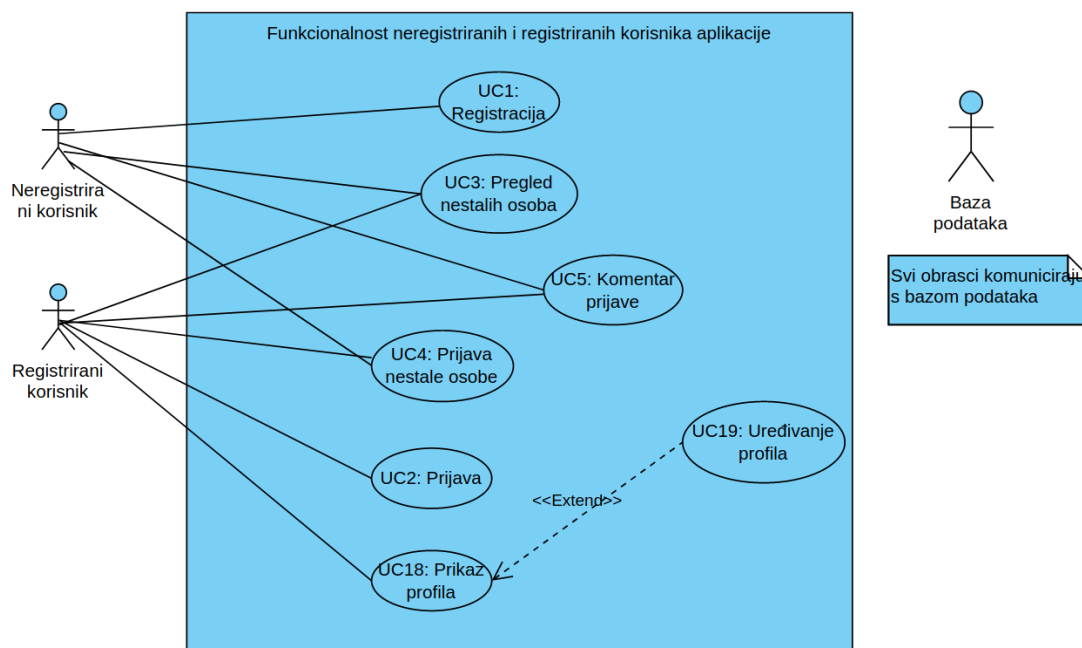 Funkcionalnost neregistriranih i registriranih korisnika aplikacije
UC1:
Registracija
Neregistrira
ni korisnik
UC3: Pregled
nestalih osoba
Baza
podataka
UC5: Komentar
prijave
Svi obrasci komuniciraju
s bazom podataka
Registrirani
korisnik
UC4: Prijava
nestale osobe
UC19: Uređivanje
profila
UC2: Prijava
<<Extend>>
UC18: Prikaz
profila